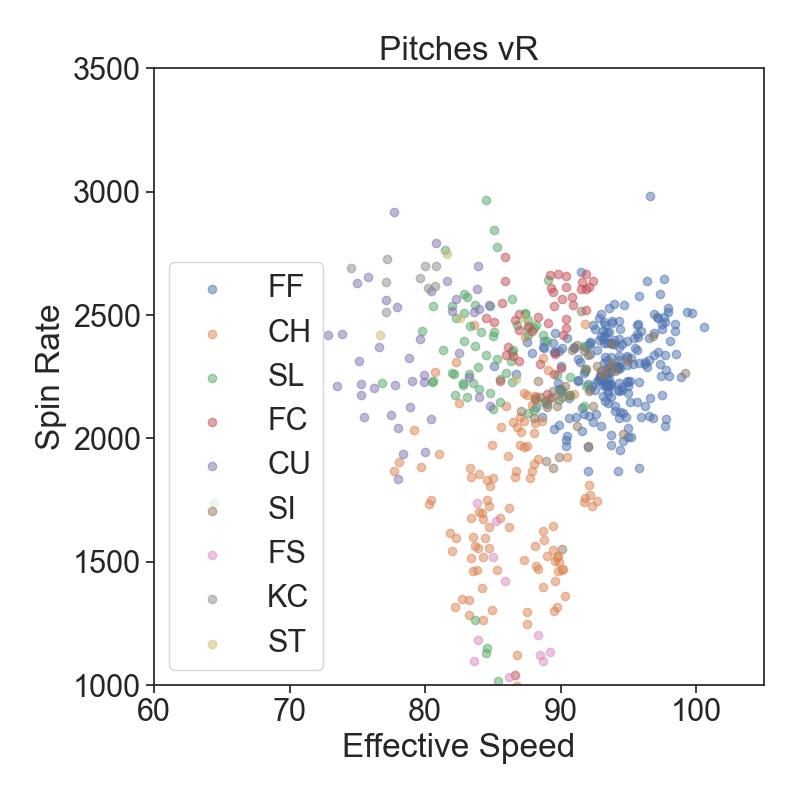 Pitches vR
3500
3000
2500
2000
1500
1000
Spin Rate
FF
CH
SL
FC
CU
SI
FS
KC
ST
60 70 80 90 100
Effective Speed